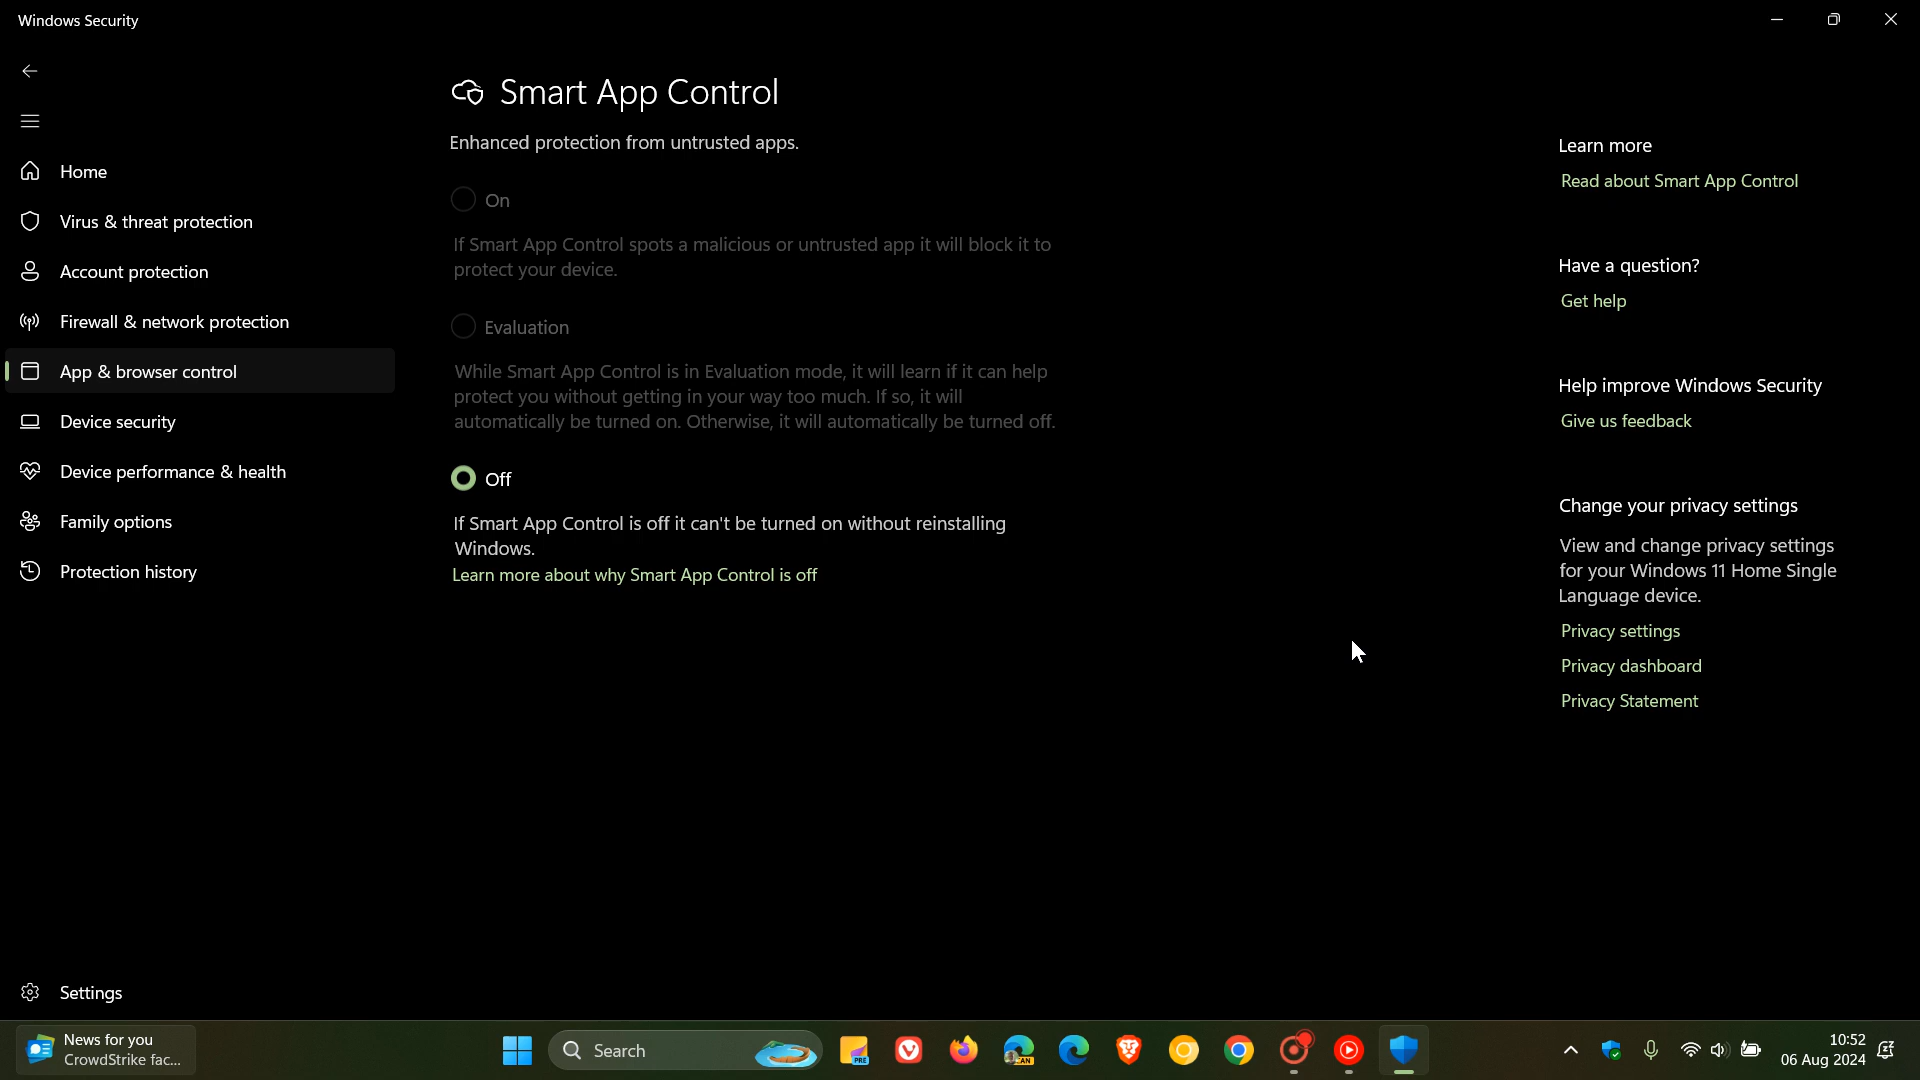 Windows Security
Smart App Control
Enhanced protection from untrusted apps.
On
If Smart App Control spots a malicious or untrusted app it will block it to
protect your device.
Evaluation
While Smart App Control is in Evaluation mode, it will learn if it can help
protect you without getting in your way too much. If so, it will
automatically be turned on. Otherwise, it will automatically be turned off.
Off
If Smart App Control is off it can't be turned on without reinstalling
Windows.
Learn more about why Smart App Control is off
Home
Virus & threat protection
Account protection
Firewall & network protection
App & browser control
Device security
Device performance & health
Family options
Protection history
Settings
Learn more
Read about Smart App Control
Have a question?
Get help
Help improve Windows Security
Give us feedback
Change your privacy settings
View and change privacy settings
for your Windows 11 Home Single
Language device.
Privacy settings
Privacy dashboard
Privacy Statement
News for you
CrowdStrike fac...
Search
PRE
CAN
10:52
06 Aug 2024